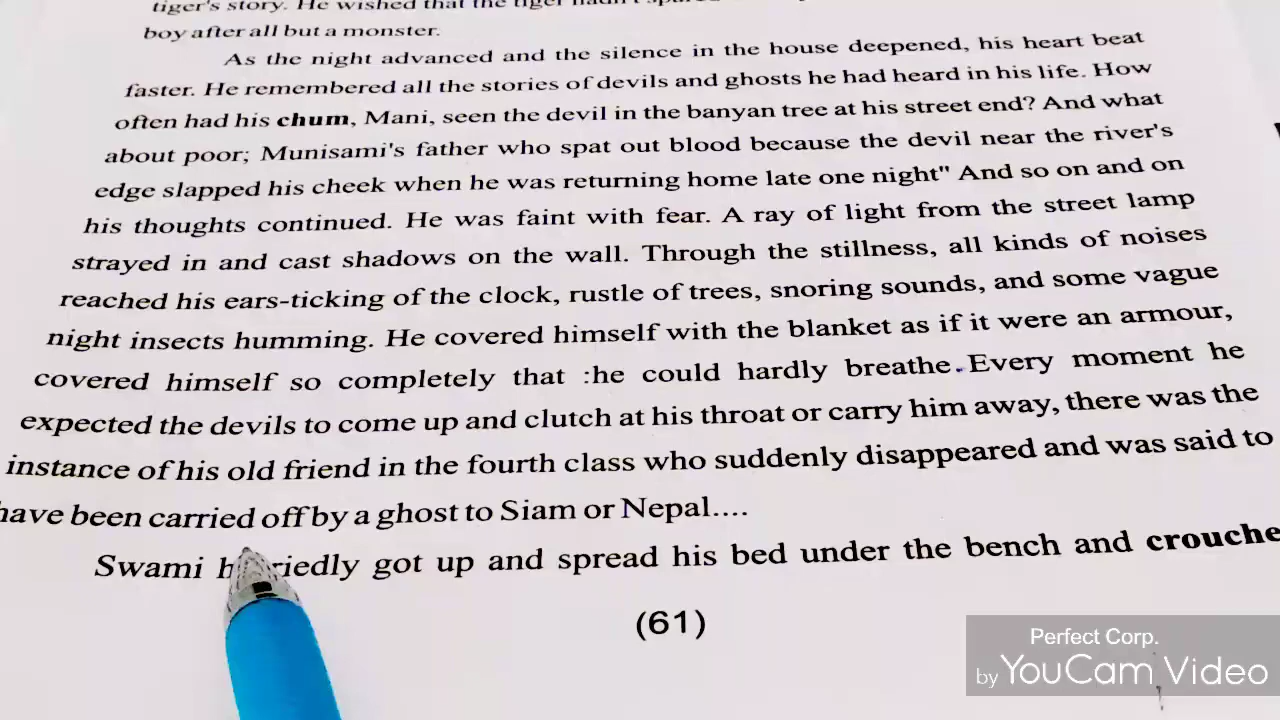 tiger's story. He wished that the tiger hadn't
boy after all but a monster.
As the night advanced and the silence in the house deepened, his heart beat
faster. He remembered all the stories of devils and ghosts he had heard in his life. How
often had his chum, Mani, seen the devil in the banyan tree at his street end? And what
about poor; Munisami's father who spat out blood because the devil near the river's
edge slapped his cheek when he was returning home late one night" And so on and on
his thoughts continued. He was faint with fear. A ray of light from the street lamp
strayed in and cast shadows on the wall. Through the stillness, all kinds of noises
reached his ears-ticking of the clock, rustle of trees, snoring sounds, and some vague
night insects humming. He covered himself with the blanket as if it were an armour,
covered himself so completely that :he could hardly breathe. Every moment he
expected the devils to come up and clutch at his throat or carry him away, there was the
instance of his old friend in the fourth class who suddenly disappeared and was said to
have been carried off by a ghost to Siam or Nepal....
Swami hurriedly got up and spread his bed under the bench and crouche
(61)
Perfect Corp.
by YouCam Video